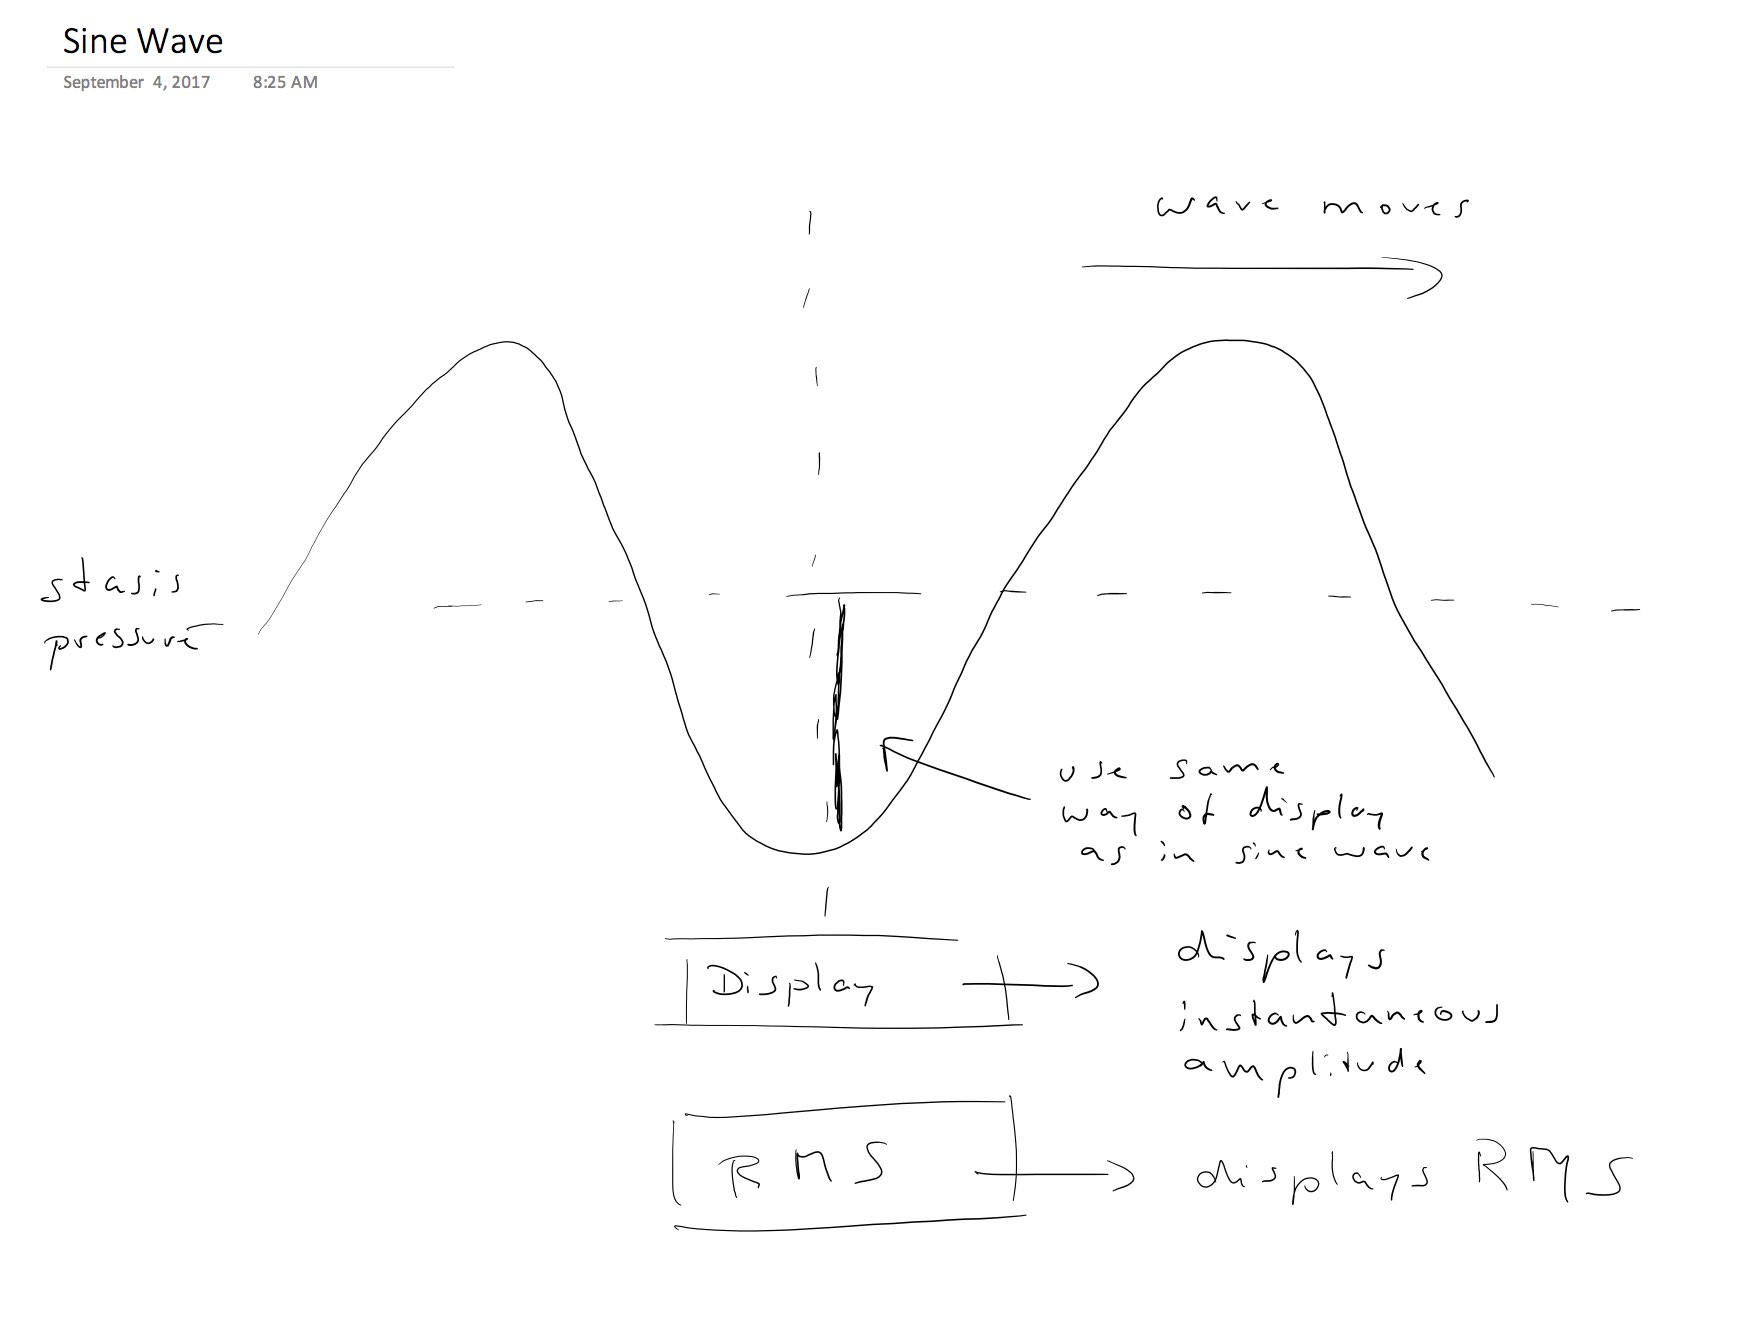 Sine Wave
September 4, 2017 8:25 AM
wave moves
stasis
pressure
use same
way of display
as in sine wave
Display
displays
instantaneous
amplitude
RMS
displays RMS